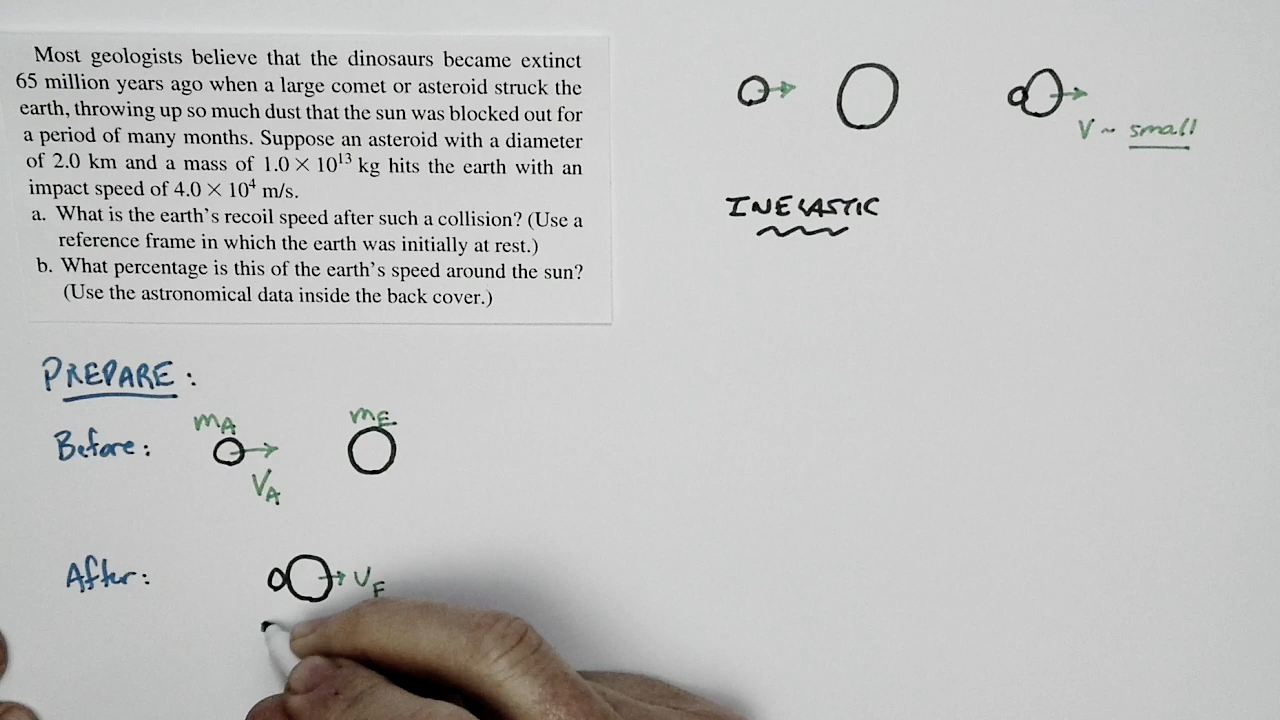 Most geologists believe that the dinosaurs became extinct
65 million years ago when a large comet or asteroid struck the
earth, throwing up so much dust that the sun was blocked out for
a period of many months. Suppose an asteroid with a diameter
of 2.0 km and a mass of 1.0 × 10¹³ kg hits the earth with an
impact speed of 4.0 × 10⁴ m/s.
a. What is the earth's recoil speed after such a collision? (Use a
reference frame in which the earth was initially at rest.)
b. What percentage is this of the earth's speed around the sun?
(Use the astronomical data inside the back cover.)
V ~ small
INELASTIC
PREPARE:
mA mE
Before:
VA
After: VF